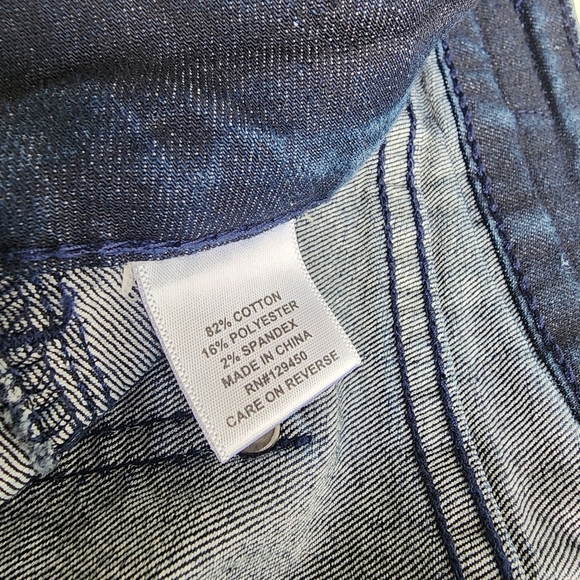 82% COTTON
16% POLYESTER
2% SPANDEX
MADE IN CHINA
RN#129450
CARE ON REVERSE